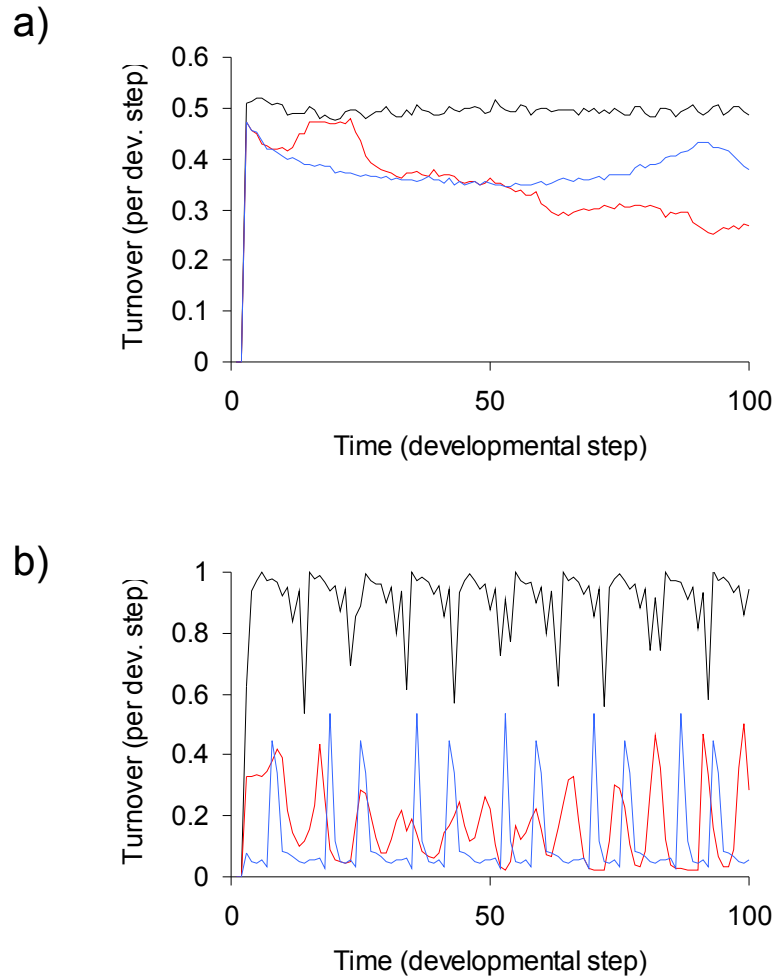 a)
Turnover (per dev. step)
0.6
0.5
0.4
0.3
0.2
0.1
0
0 50 100
Time (developmental step)
b)
Turnover (per dev. step)
1
0.8
0.6
0.4
0.2
0
0 50 100
Time (developmental step)